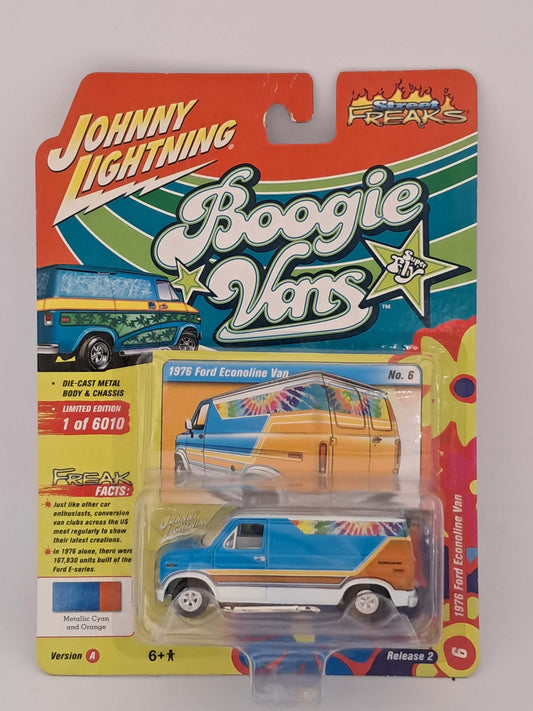 JOHNNY
LIGHTNING®
Street
FREAKS
Boogie
Vans™
Super
Fly
• DIE-CAST METAL
BODY & CHASSIS
• LIMITED EDITION
1 of 6010
FREAK
FACTS:
Just like other car
enthusiasts, conversion
van clubs across the US
meet regularly to show
their latest creations.
In 1976 alone, there were
167,830 units built of the
Ford E-series.
Metallic Cyan
and Orange
Version A
6+
1976 Ford Econoline Van
No. 6
JOHNNY
LIGHTNING
Release 2
1976 Ford Econoline Van
6